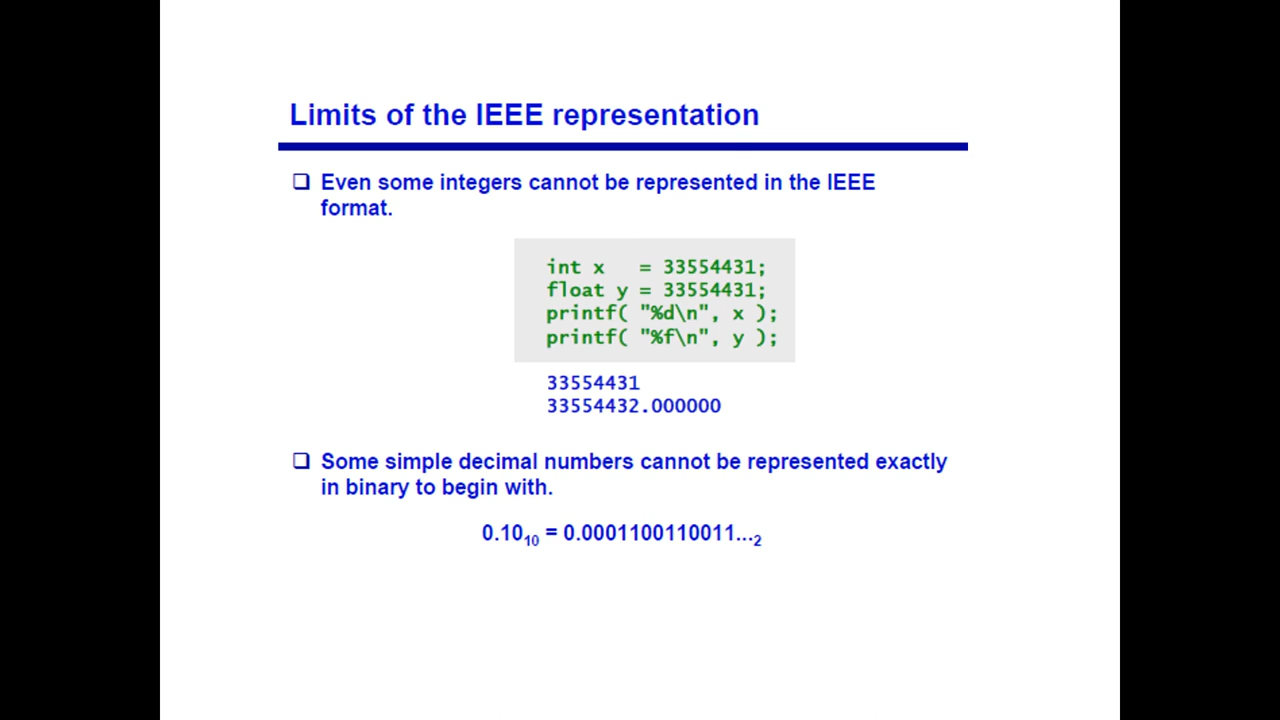 Limits of the IEEE representation
❑ Even some integers cannot be represented in the IEEE
format.
int x   = 33554431;
float y = 33554431;
printf( "%d\n", x );
printf( "%f\n", y );
33554431
33554432.000000
❑ Some simple decimal numbers cannot be represented exactly
in binary to begin with.
0.10₁₀ = 0.0001100110011...₂